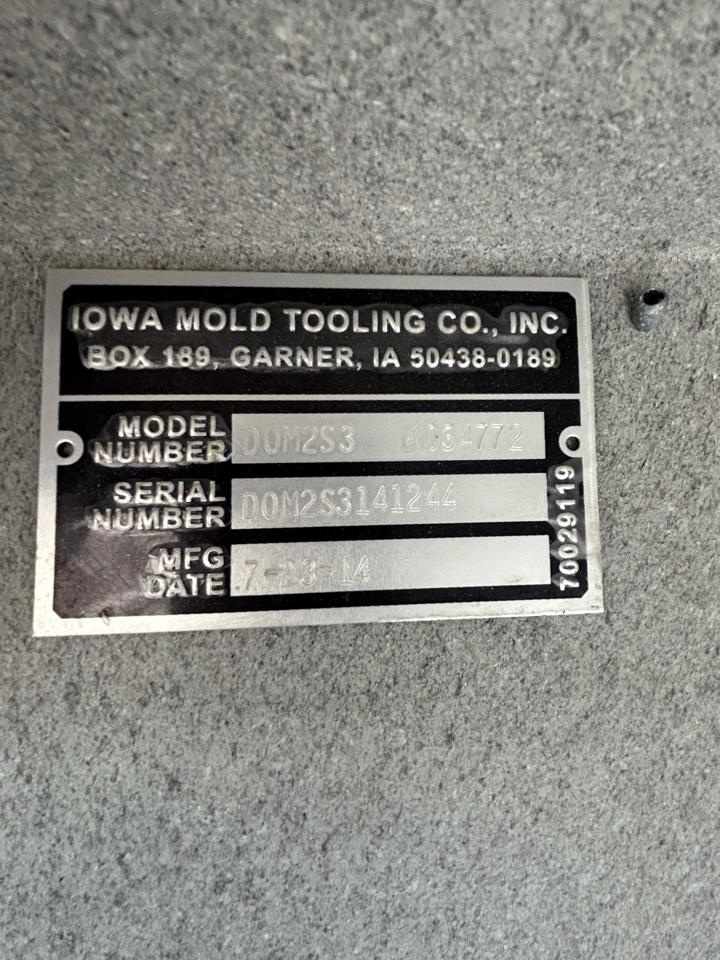 IOWA MOLD TOOLING CO., INC.
BOX 189, GARNER, IA 50438-0189
MODEL NUMBER DOM2S3 KC34772
SERIAL NUMBER DOM2S3141244
MFG DATE 7-23-14
70029119